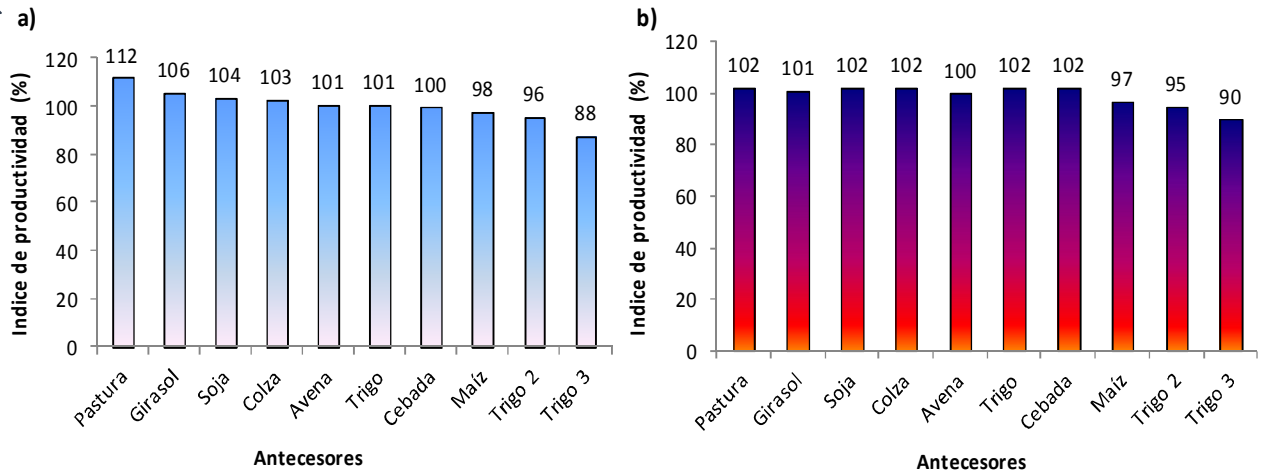 a)
Indice de productividad (%)
120
100
80
60
40
20
0
112
106
104
103
101
101
100
98
96
88
Pastura
Girasol
Soja
Colza
Avena
Trigo
Cebada
Maíz
Trigo 2
Trigo 3
Antecesores
b)
Indice de productividad (%)
120
100
80
60
40
20
0
102
101
102
102
100
102
102
97
95
90
Pastura
Girasol
Soja
Colza
Avena
Trigo
Cebada
Maíz
Trigo 2
Trigo 3
Antecesores